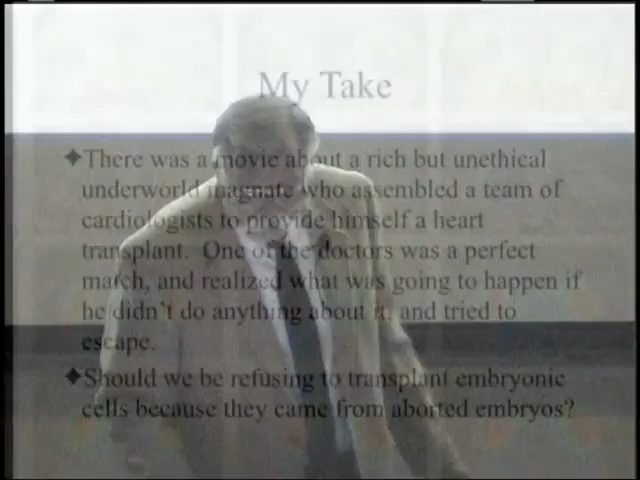 My Take
✦There was a movie about a rich but unethical
underworld magnate who assembled a team of
cardiologists to provide himself a heart
transplant.  One of the doctors was a perfect
match, and realized what was going to happen if
he didn't do anything about it, and tried to
escape.
✦Should we be refusing to transplant embryonic
cells because they came from aborted embryos?